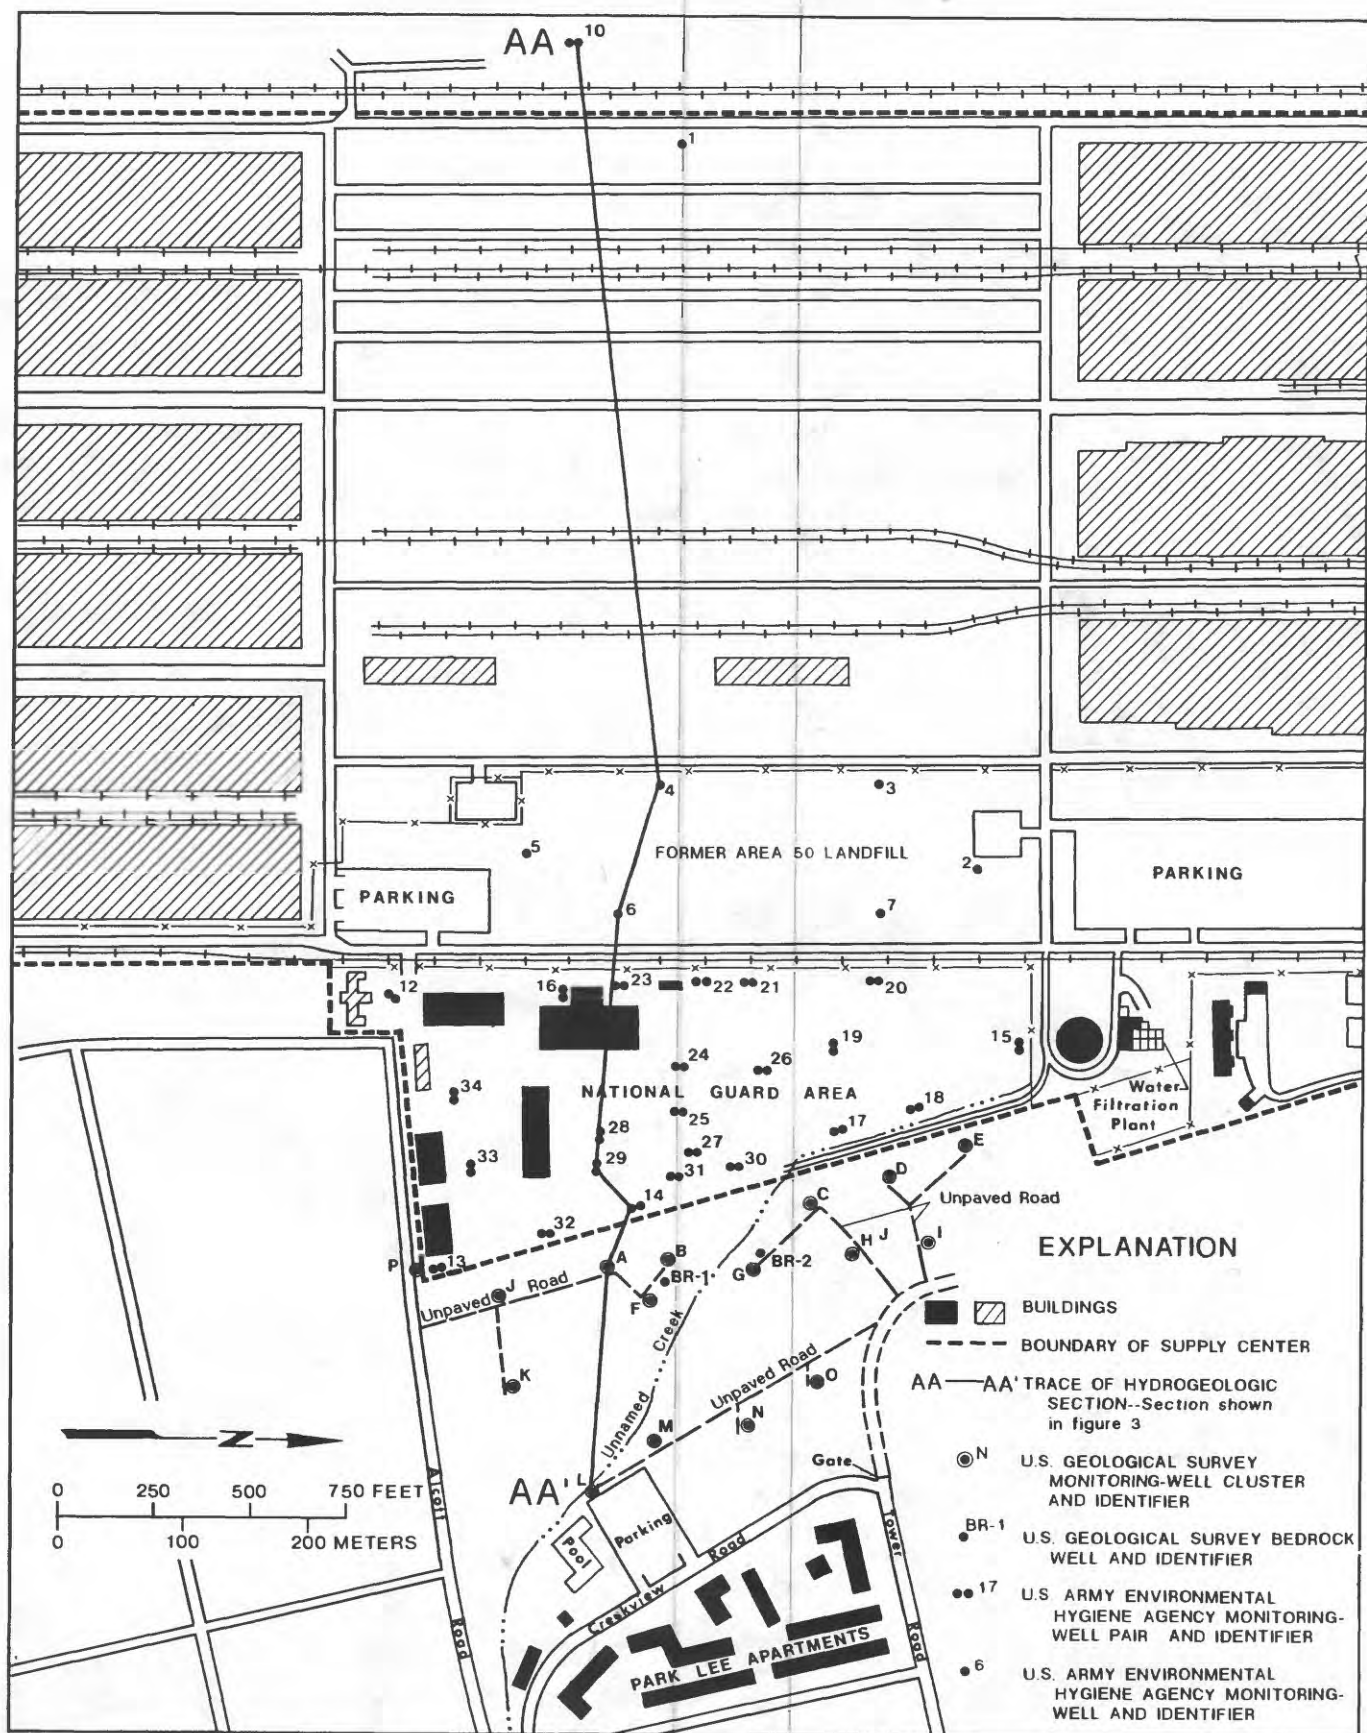 AA 10
1
4
3
5
FORMER AREA 50 LANDFILL
2
PARKING
PARKING
6
7
12
16
23
22
21
20
19
15
24
26
34
NATIONAL GUARD AREA
Water
Filtration
Plant
25
18
17
28
27
33
29
31
30
E
D
14
C
Unpaved Road
32
H
J
I
P
13
A
B
BR-1
G
BR-2
F
Unpaved Road
J
K
Unnamed Creek
Unpaved Road
O
N
M
L
AA'
Gate
N
0 250 500 750 FEET
0 100 200 METERS
Alcott
Road
Parking
Pool
Creekview Road
Tower
Road
PARK LEE APARTMENTS
EXPLANATION
BUILDINGS
BOUNDARY OF SUPPLY CENTER
AA AA' TRACE OF HYDROGEOLOGIC
SECTION--Section shown
in figure 3
N U.S. GEOLOGICAL SURVEY
MONITORING-WELL CLUSTER
AND IDENTIFIER
BR-1 U.S. GEOLOGICAL SURVEY BEDROCK
WELL AND IDENTIFIER
17 U.S. ARMY ENVIRONMENTAL
HYGIENE AGENCY MONITORING-
WELL PAIR AND IDENTIFIER
6 U.S. ARMY ENVIRONMENTAL
HYGIENE AGENCY MONITORING-
WELL AND IDENTIFIER